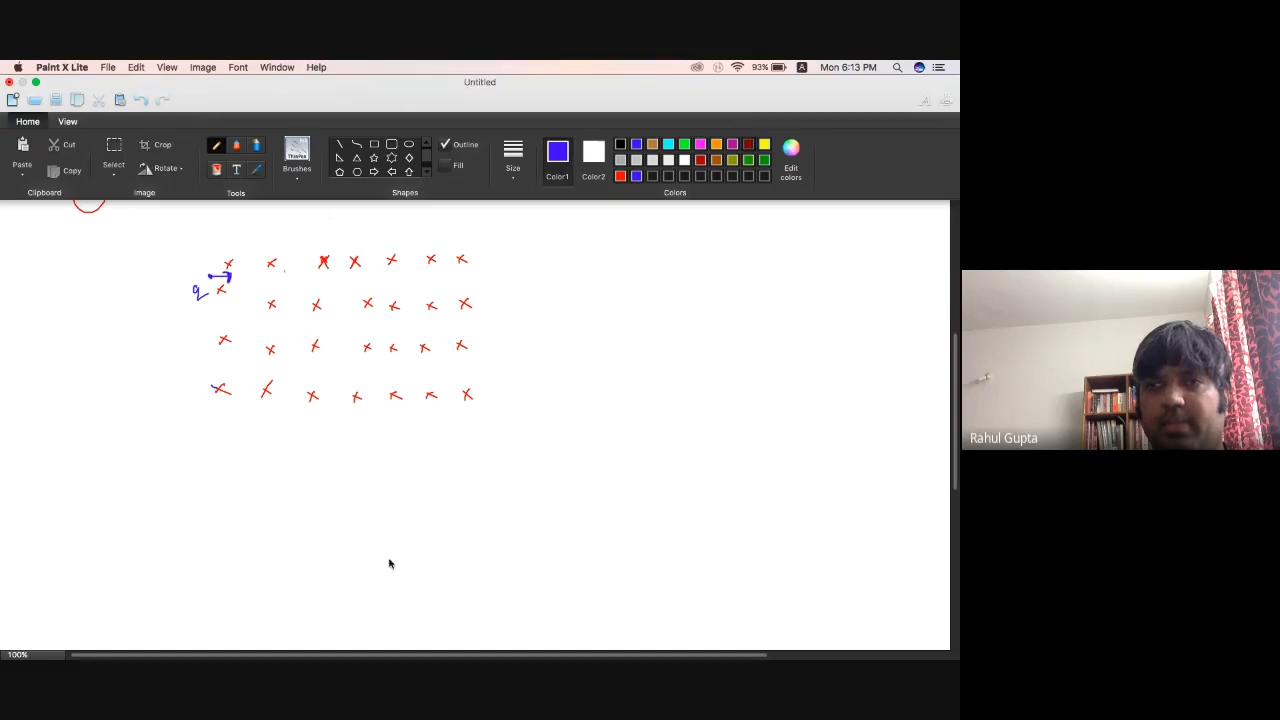 Paint X Lite File Edit View Image Font Window Help 93% A Mon 6:13 PM
Untitled
Home View
Paste Cut Copy Select Crop Rotate T Brushes Outline Fill Size Color1 Color2 Edit colors
Clipboard Image Tools Shapes Colors
x x x x x x x
q x x x x x x x
x x x x x x x
x x x x x x x
Rahul Gupta
100%